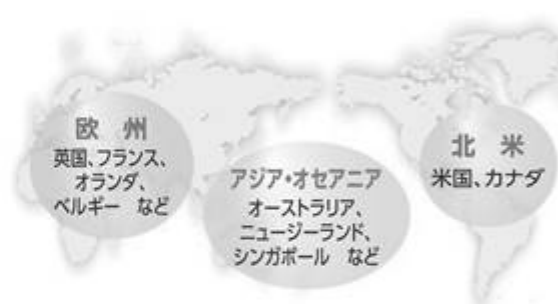 欧 州
英国、フランス、
オランダ、
ベルギー など
アジア・オセアニア
オーストラリア、
ニュージーランド、
シンガポール など
北 米
米国、カナダ